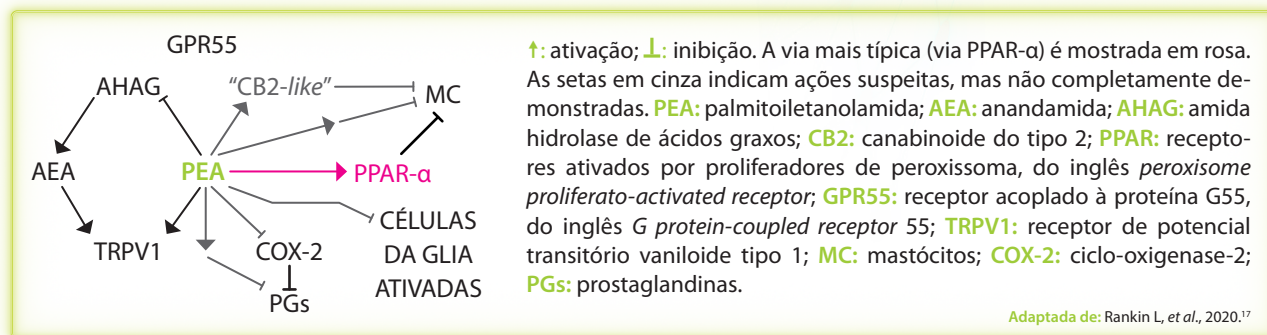 GPR55
AHAG
“CB2-like”
MC
AEA
PEA
PPAR-α
TRPV1
COX-2
PGs
CÉLULAS
DA GLIA
ATIVADAS
↑: ativação; ⊥: inibição. A via mais típica (via PPAR-α) é mostrada em rosa.
As setas em cinza indicam ações suspeitas, mas não completamente de-
monstradas. PEA: palmitoiletanolamida; AEA: anandamida; AHAG: amida
hidrolase de ácidos graxos; CB2: canabinoide do tipo 2; PPAR: recepto-
res ativados por proliferadores de peroxissoma, do inglês peroxisome
proliferato-activated receptor; GPR55: receptor acoplado à proteína G55,
do inglês G protein-coupled receptor 55; TRPV1: receptor de potencial
transitório vaniloide tipo 1; MC: mastócitos; COX-2: ciclo-oxigenase-2;
PGs: prostaglandinas.
Adaptada de: Rankin L, et al., 2020.¹⁷